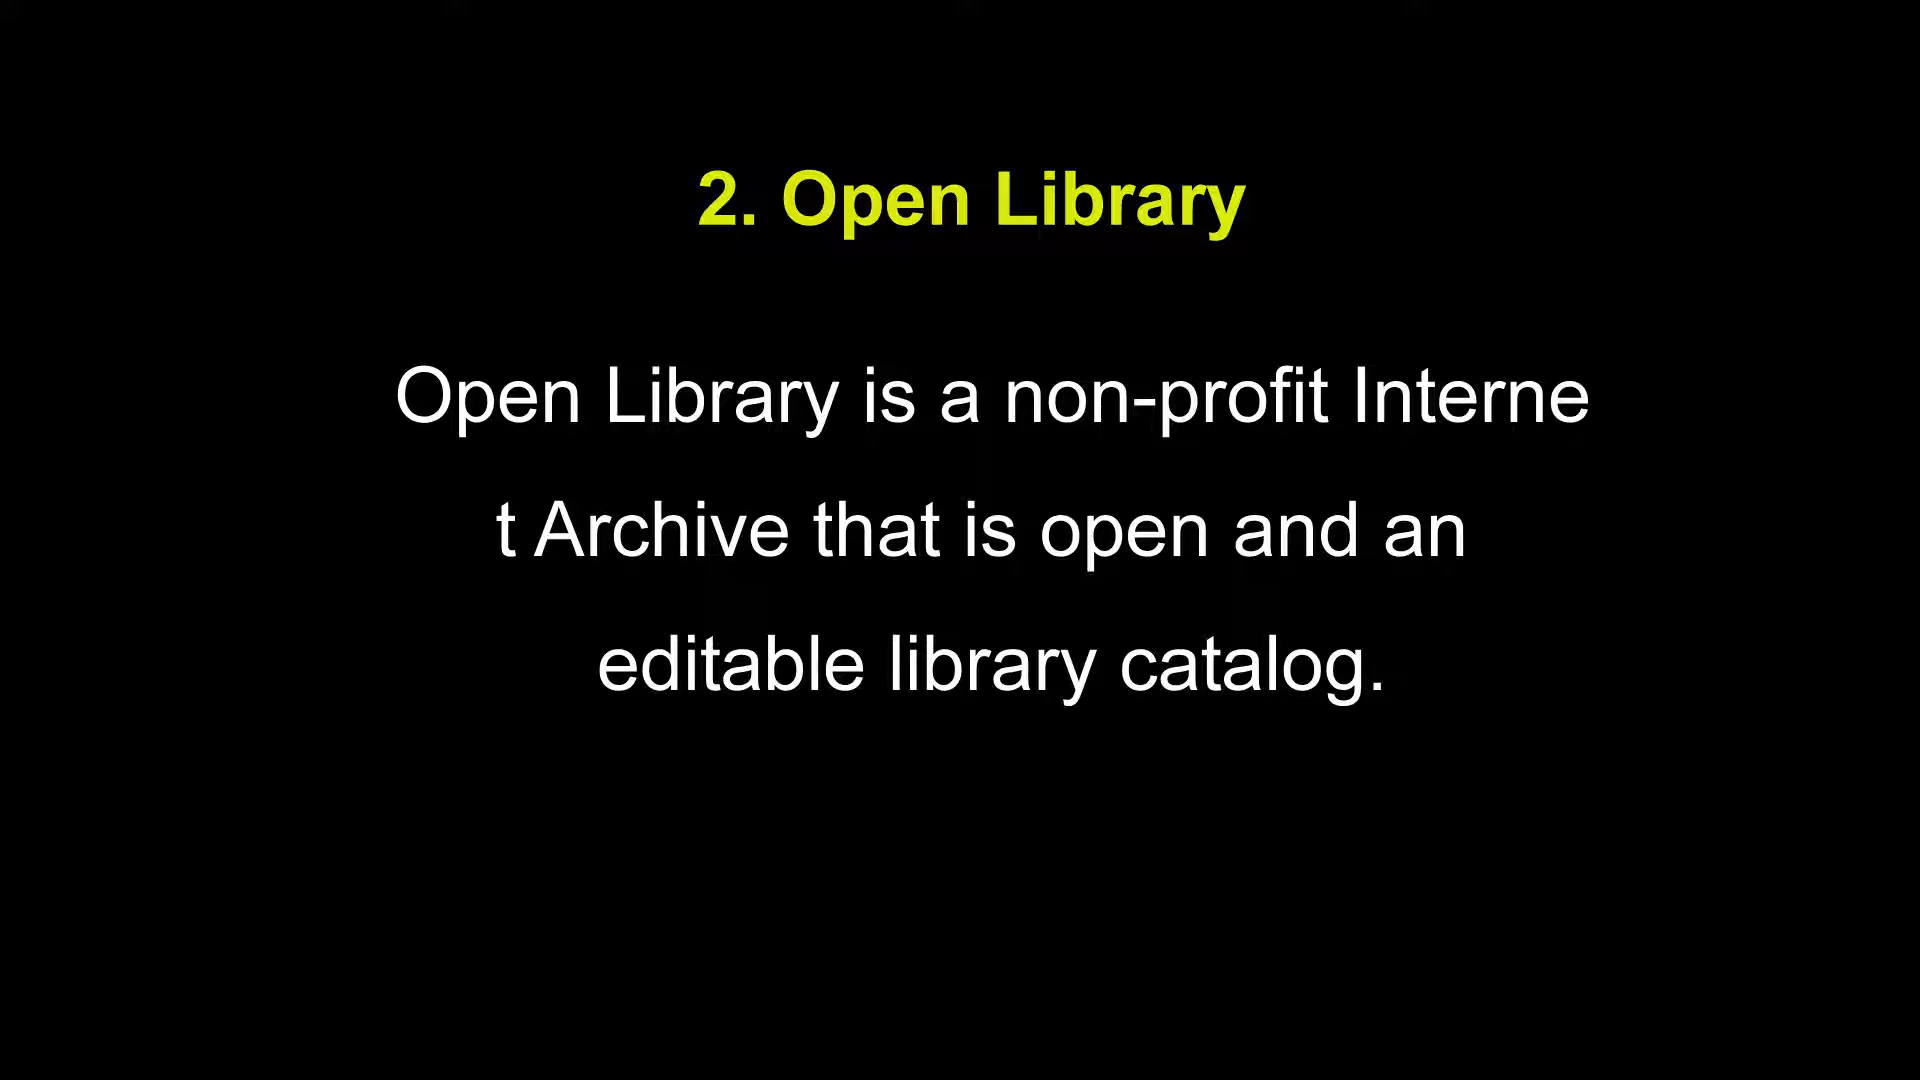 2. Open Library
Open Library is a non-profit Interne
t Archive that is open and an
editable library catalog.